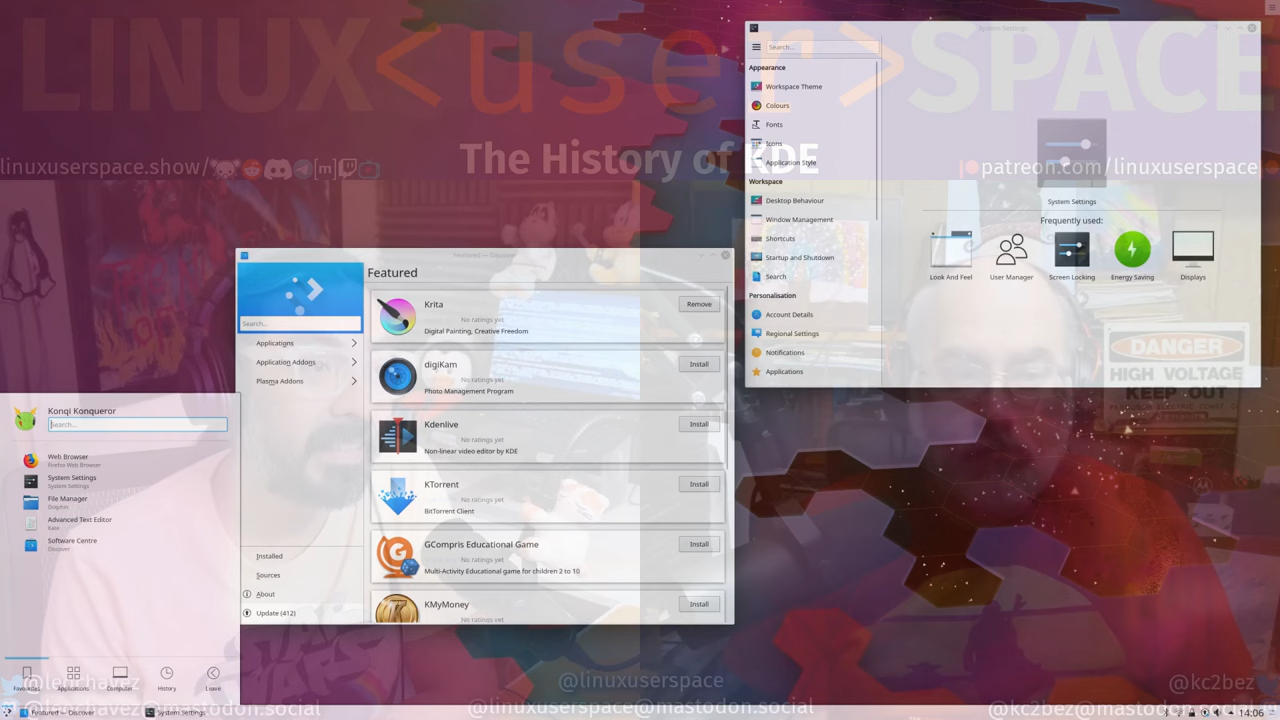 LINUX <user> SPACE
linuxuserspace.show/
The History of KDE
patreon.com/linuxuserspace
System Settings
Search...
Appearance
Workspace Theme
Colours
Fonts
Icons
Application Style
Workspace
Desktop Behaviour
Window Management
Shortcuts
Startup and Shutdown
Search
Personalisation
Account Details
Regional Settings
Notifications
Applications
System Settings
Frequently used:
Look And Feel
User Manager
Screen Locking
Energy Saving
Displays
DANGER
HIGH VOLTAGE
KEEP OUT
Featured — Discover
Search...
Applications
Application Addons
Plasma Addons
Installed
Sources
About
Update (412)
Featured
Krita
No ratings yet
Digital Painting, Creative Freedom
Remove
digiKam
No ratings yet
Photo Management Program
Install
Kdenlive
No ratings yet
Non-linear video editor by KDE
Install
KTorrent
No ratings yet
BitTorrent Client
Install
GCompris Educational Game
No ratings yet
Multi-Activity Educational game for children 2 to 10
Install
KMyMoney
No ratings yet
Install
Konqi Konqueror
Search...
Web Browser
Firefox Web Browser
System Settings
System Settings
File Manager
Dolphin
Advanced Text Editor
Kate
Software Centre
Discover
Favourites
Applications
Computer
History
Leave
@leochavez
@linuxuserspace
@kc2bez
@leochavez@mastodon.social
@linuxuserspace@mastodon.social
@kc2bez@mastodon.social
Featured — Discover
System Settings
14:06